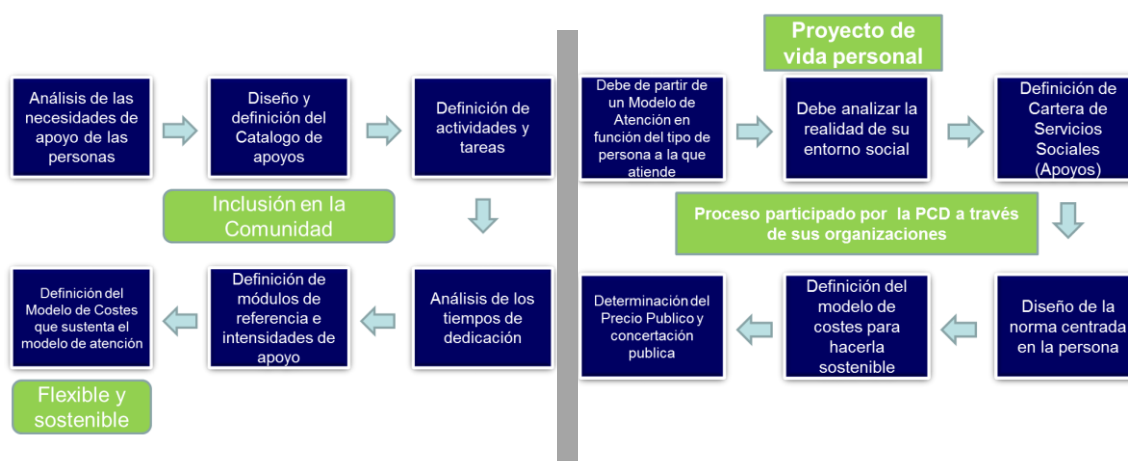 Análisis de las
necesidades de
apoyo de las
personas
Diseño y
definición del
Catalogo de
apoyos
Definición de
actividades y
tareas
Inclusión en la
Comunidad
Definición del
Modelo de Costes
que sustenta el
modelo de atención
Definición de
módulos de
referencia e
intensidades de
apoyo
Análisis de los
tiempos de
dedicación
Flexible y
sostenible
Proyecto de
vida personal
Debe de partir de
un Modelo de
Atención en
función del tipo de
persona a la que
atiende
Debe analizar la
realidad de su
entorno social
Definición de
Cartera de
Servicios
Sociales
(Apoyos)
Proceso participado por la PCD a través
de sus organizaciones
Determinación del
Precio Publico y
concertación
publica
Definición del
modelo de
costes para
hacerla
sostenible
Diseño de la
norma centrada
en la persona